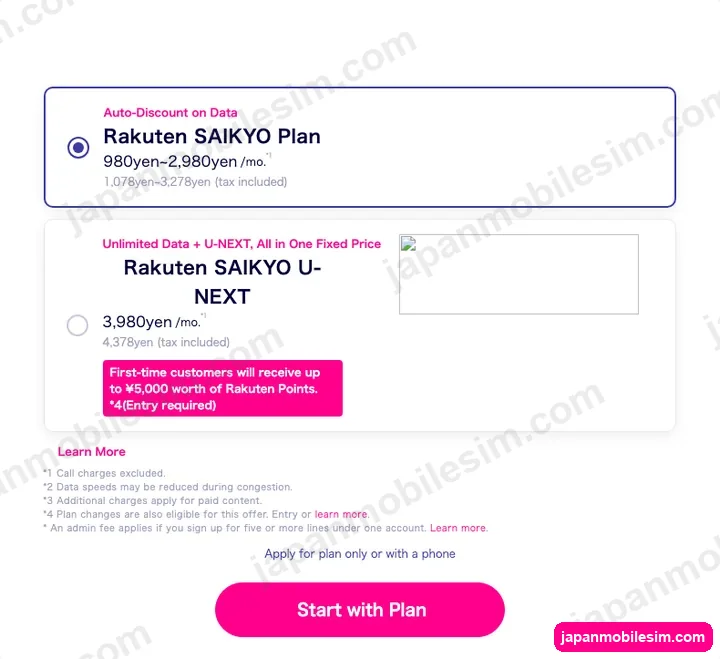 Auto-Discount on Data
Rakuten SAIKYO Plan
980yen~2,980yen /mo.*1
1,078yen~3,278yen (tax included)
Unlimited Data + U-NEXT, All in One Fixed Price
Rakuten SAIKYO U-
NEXT
3,980yen /mo.*1
4,378yen (tax included)
First-time customers will receive up
to ¥5,000 worth of Rakuten Points.
*4(Entry required)
Learn More
*1 Call charges excluded.
*2 Data speeds may be reduced during congestion.
*3 Additional charges apply for paid content.
*4 Plan changes are also eligible for this offer. Entry or learn more.
* An admin fee applies if you sign up for five or more lines under one account. Learn more.
Apply for plan only or with a phone
Start with Plan
japanmobilesim.com